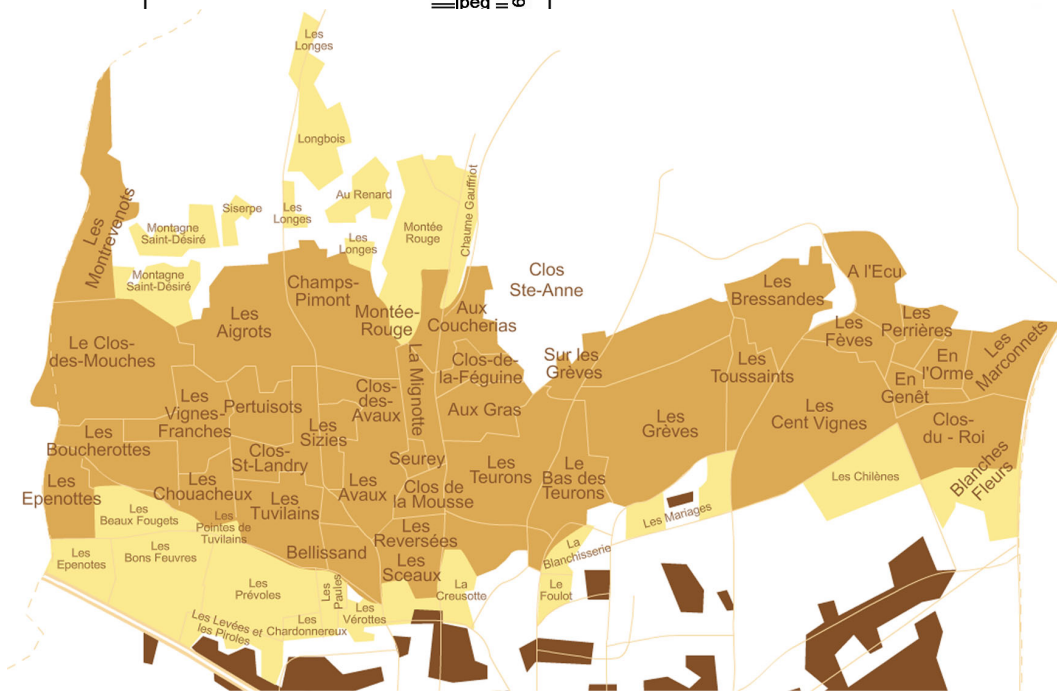 Les
Longes
Longbois
Au Renard
Siserpe
Les
Longes
Montagne
Saint-Désiré
Les
Longes
Montée
Rouge
Chaume Gauffriot
Les
Montrevenots
Montagne
Saint-Désiré
Clos
Ste-Anne
A l'Ecu
Les
Bressandes
Champs-
Pimont
Montée-
Rouge
Aux
Coucherias
Les
Aigrots
Les
Perrières
Les
Fèves
Les
Marconnets
Le Clos-
des-Mouches
Clos-de-
la-Féguine
Sur les
Grèves
Les
Toussaints
En
l'Orme
En
Genêt
La Mignotte
Clos-
des-
Avaux
Aux Gras
Les
Vignes-
Franches
Pertuisots
Les
Sizies
Les
Grèves
Les
Cent Vignes
Clos-
du - Roi
Les
Boucherottes
Clos-
St-Landry
Seurey
Les
Teurons
Le
Bas des
Teurons
Blanches
Fleurs
Les Chilènes
Les
Epenottes
Les
Chouacheux
Les
Tuvilains
Les
Avaux
Clos de
la Mousse
Les Mariages
Les
Beaux Fougets
Les
Pointes de
Tuvilains
Les
Reversées
Bellissand
Les
Sceaux
La
Blanchisserie
Les
Epenotes
Les
Bons Feuvres
Les
Prévoles
Les
Paules
Les
Vérottes
La
Creusotte
Le
Foulot
Les Levées et
les Piroles
Les
Chardonnereux